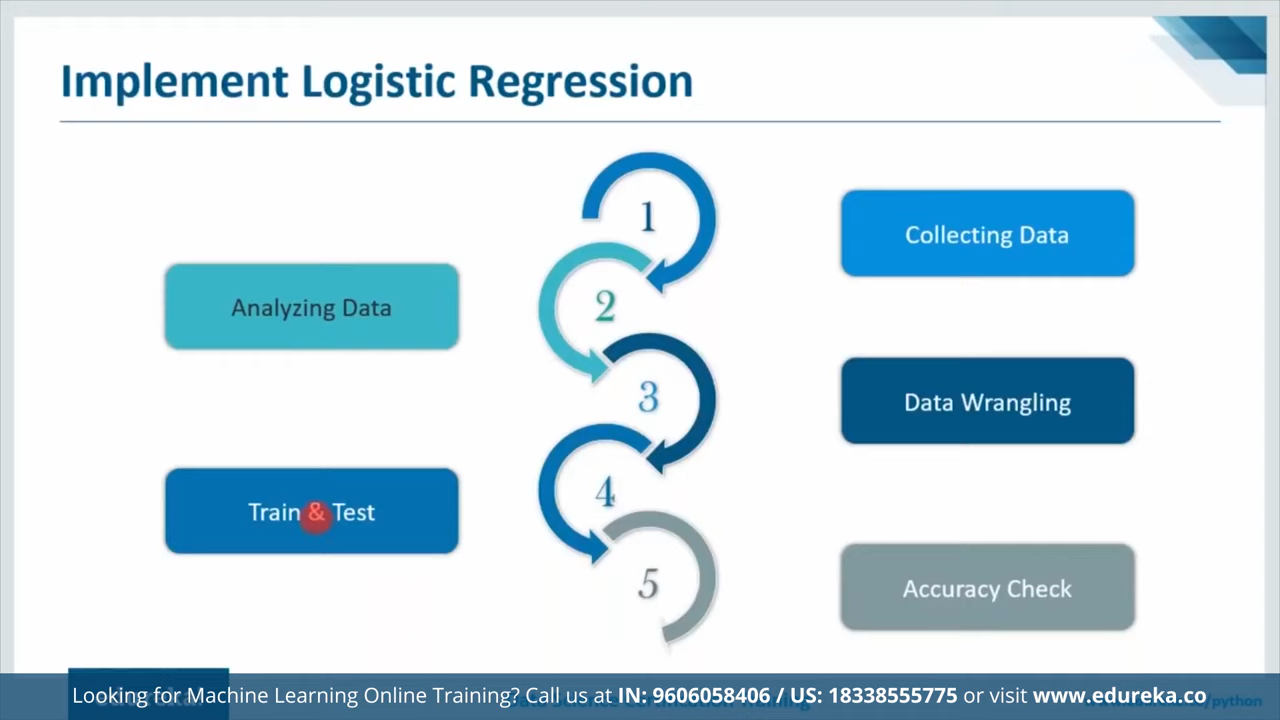 Implement Logistic Regression
1
Collecting Data
Analyzing Data
2
3
Data Wrangling
4
Train & Test
5
Accuracy Check
Looking for Machine Learning Online Training? Call us at IN: 9606058406 / US: 18338555775 or visit www.edureka.co